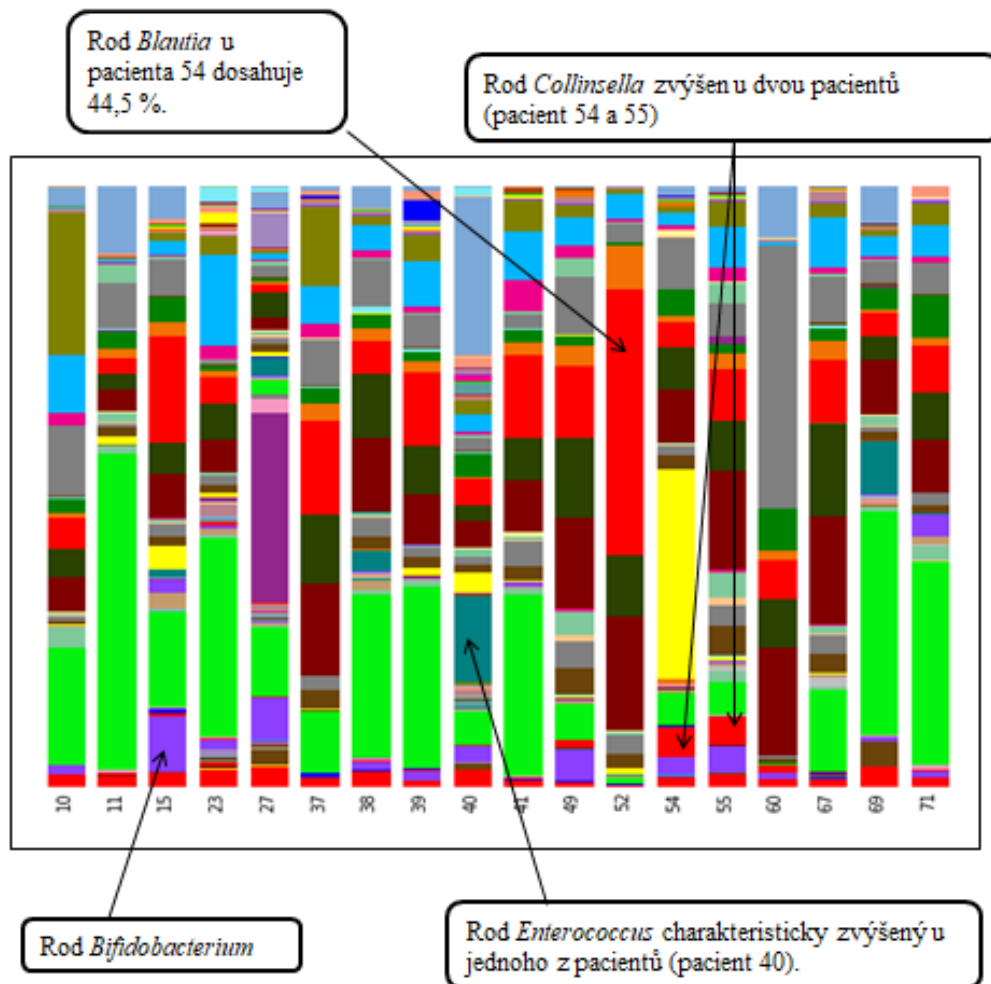 Rod Blautia u
pacienta 54 dosahuje
44,5 %.
Rod Collinsella zvýšen u dvou pacientů
(pacient 54 a 55)
10 11 15 23 27 37 38 39 40 41 49 52 54 55 60 67 69 71
Rod Bifidobacterium
Rod Enterococcus charakteristicky zvýšený u
jednoho z pacientů (pacient 40).